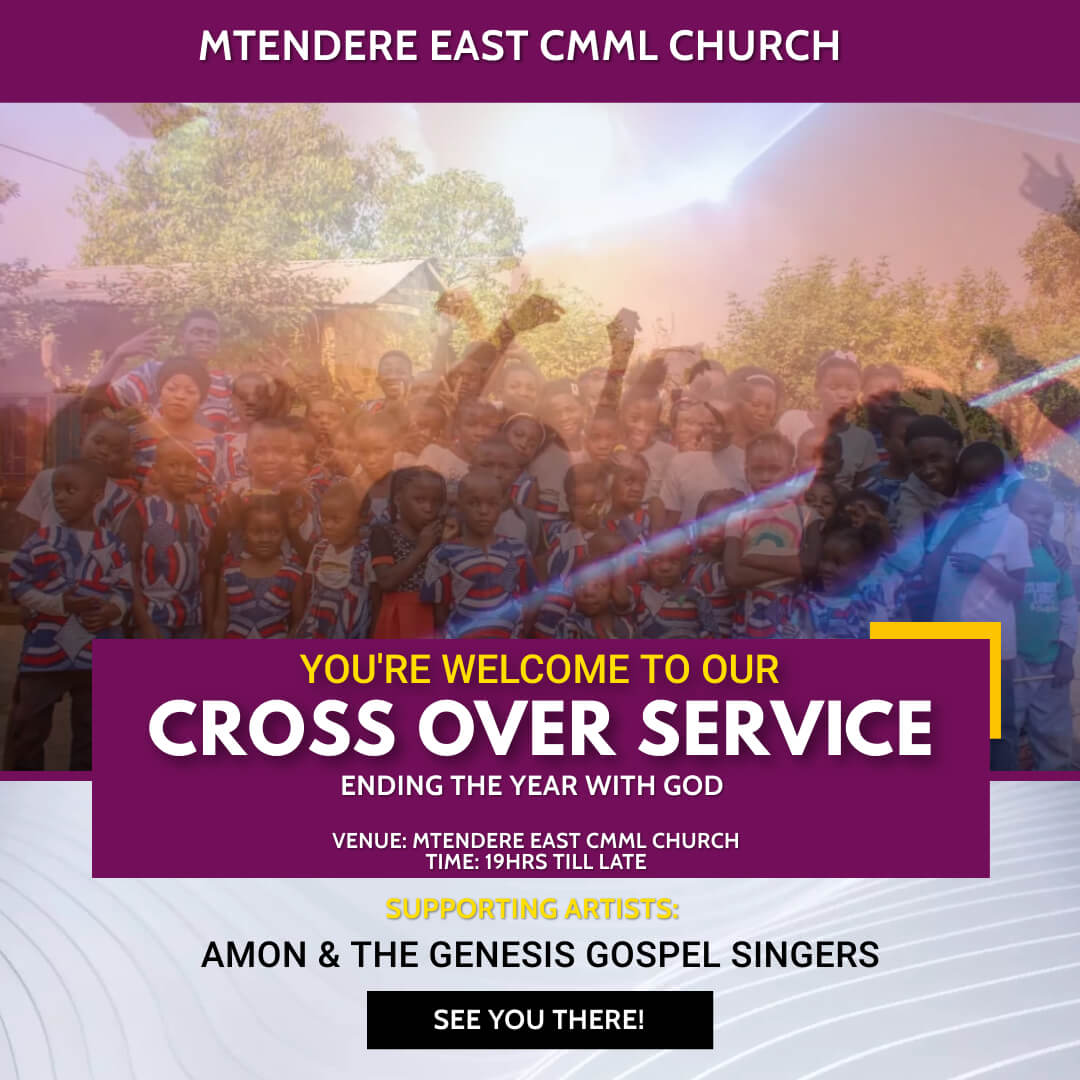 MTENDERE EAST CMML CHURCH
YOU'RE WELCOME TO OUR
CROSS OVER SERVICE
ENDING THE YEAR WITH GOD
VENUE: MTENDERE EAST CMML CHURCH
TIME: 19HRS TILL LATE
SUPPORTING ARTISTS:
AMON & THE GENESIS GOSPEL SINGERS
SEE YOU THERE!